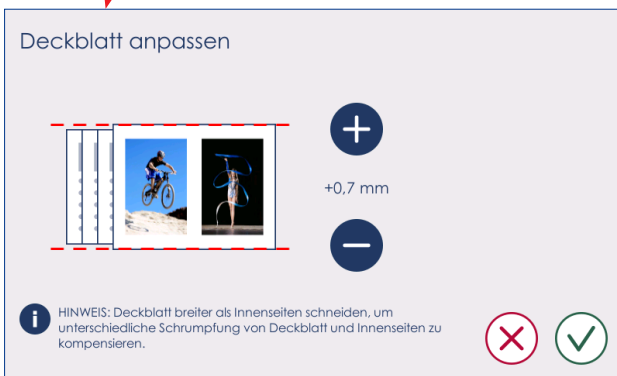 Deckblatt anpassen
+0,7 mm
HINWEIS: Deckblatt breiter als Innenseiten schneiden, um
unterschiedliche Schrumpfung von Deckblatt und Innenseiten zu
kompensieren.